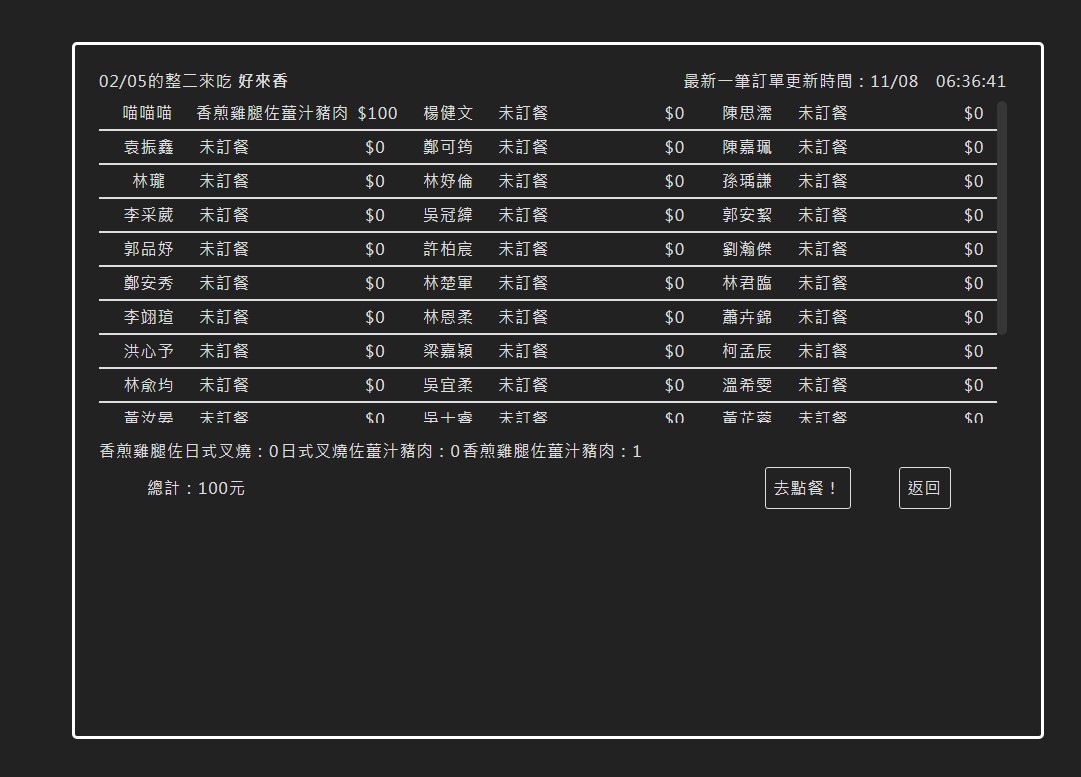 02/05的整二來吃 好來香 最新一筆訂單更新時間：11/08 06:36:41
喵喵喵 香煎雞腿佐薑汁豬肉 $100 楊健文 未訂餐 $0 陳思濡 未訂餐 $0
袁振鑫 未訂餐 $0 鄭可筠 未訂餐 $0 陳嘉珮 未訂餐 $0
林瓏 未訂餐 $0 林妤倫 未訂餐 $0 孫瑀謙 未訂餐 $0
李采葳 未訂餐 $0 吳冠緯 未訂餐 $0 郭安絜 未訂餐 $0
郭品妤 未訂餐 $0 許柏宸 未訂餐 $0 劉瀚傑 未訂餐 $0
鄭安秀 未訂餐 $0 林楚軍 未訂餐 $0 林君臨 未訂餐 $0
李翊瑄 未訂餐 $0 林恩柔 未訂餐 $0 蕭卉錦 未訂餐 $0
洪心予 未訂餐 $0 梁嘉穎 未訂餐 $0 柯孟辰 未訂餐 $0
林俞均 未訂餐 $0 吳宜柔 未訂餐 $0 溫希雯 未訂餐 $0
黃汝晏 未訂餐 $0 吳士睿 未訂餐 $0 黃芷蓉 未訂餐 $0
香煎雞腿佐日式叉燒：0日式叉燒佐薑汁豬肉：0香煎雞腿佐薑汁豬肉：1
總計：100元 去點餐！ 返回